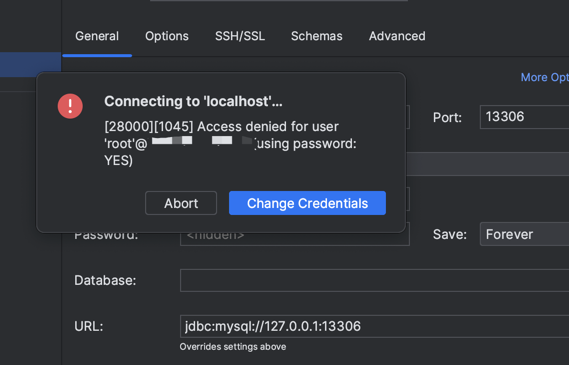 General Options SSH/SSL Schemas Advanced
More Opt
Connecting to 'localhost'...
[28000][1045] Access denied for user
'root'@ (using password:
YES)
Port: 13306
Abort Change Credentials
Password: <hidden> Save: Forever
Database:
URL: jdbc:mysql://127.0.0.1:13306
Overrides settings above